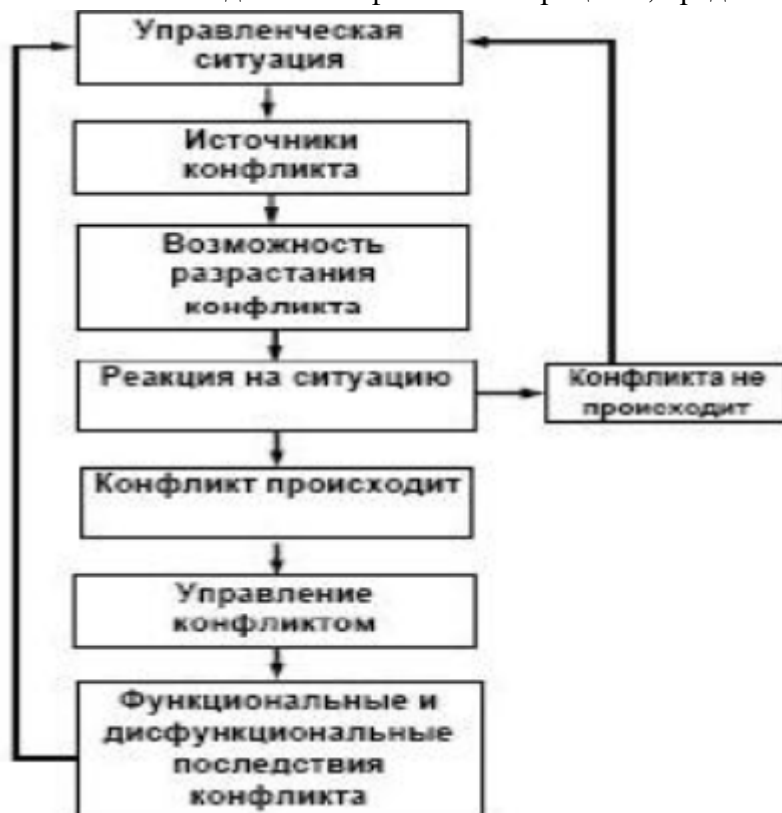 Управленческая
ситуация
Источники
конфликта
Возможность
разрастания
конфликта
Реакция на ситуацию
Конфликта не
происходит
Конфликт происходит
Управление
конфликтом
Функциональные и
дисфункциональные
последствия
конфликта